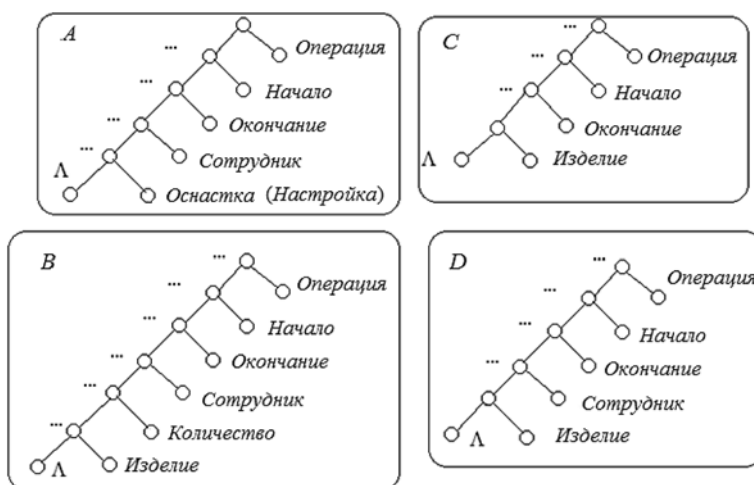 A
... Операция
... Начало
... Окончание
... Сотрудник
... Λ
Оснастка (Настройка)
C
... Операция
... Начало
... Окончание
Λ Изделие
B
... Операция
... Начало
... Окончание
... Сотрудник
... Количество
... Λ Изделие
D
... Операция
... Начало
... Окончание
... Сотрудник
Λ Изделие